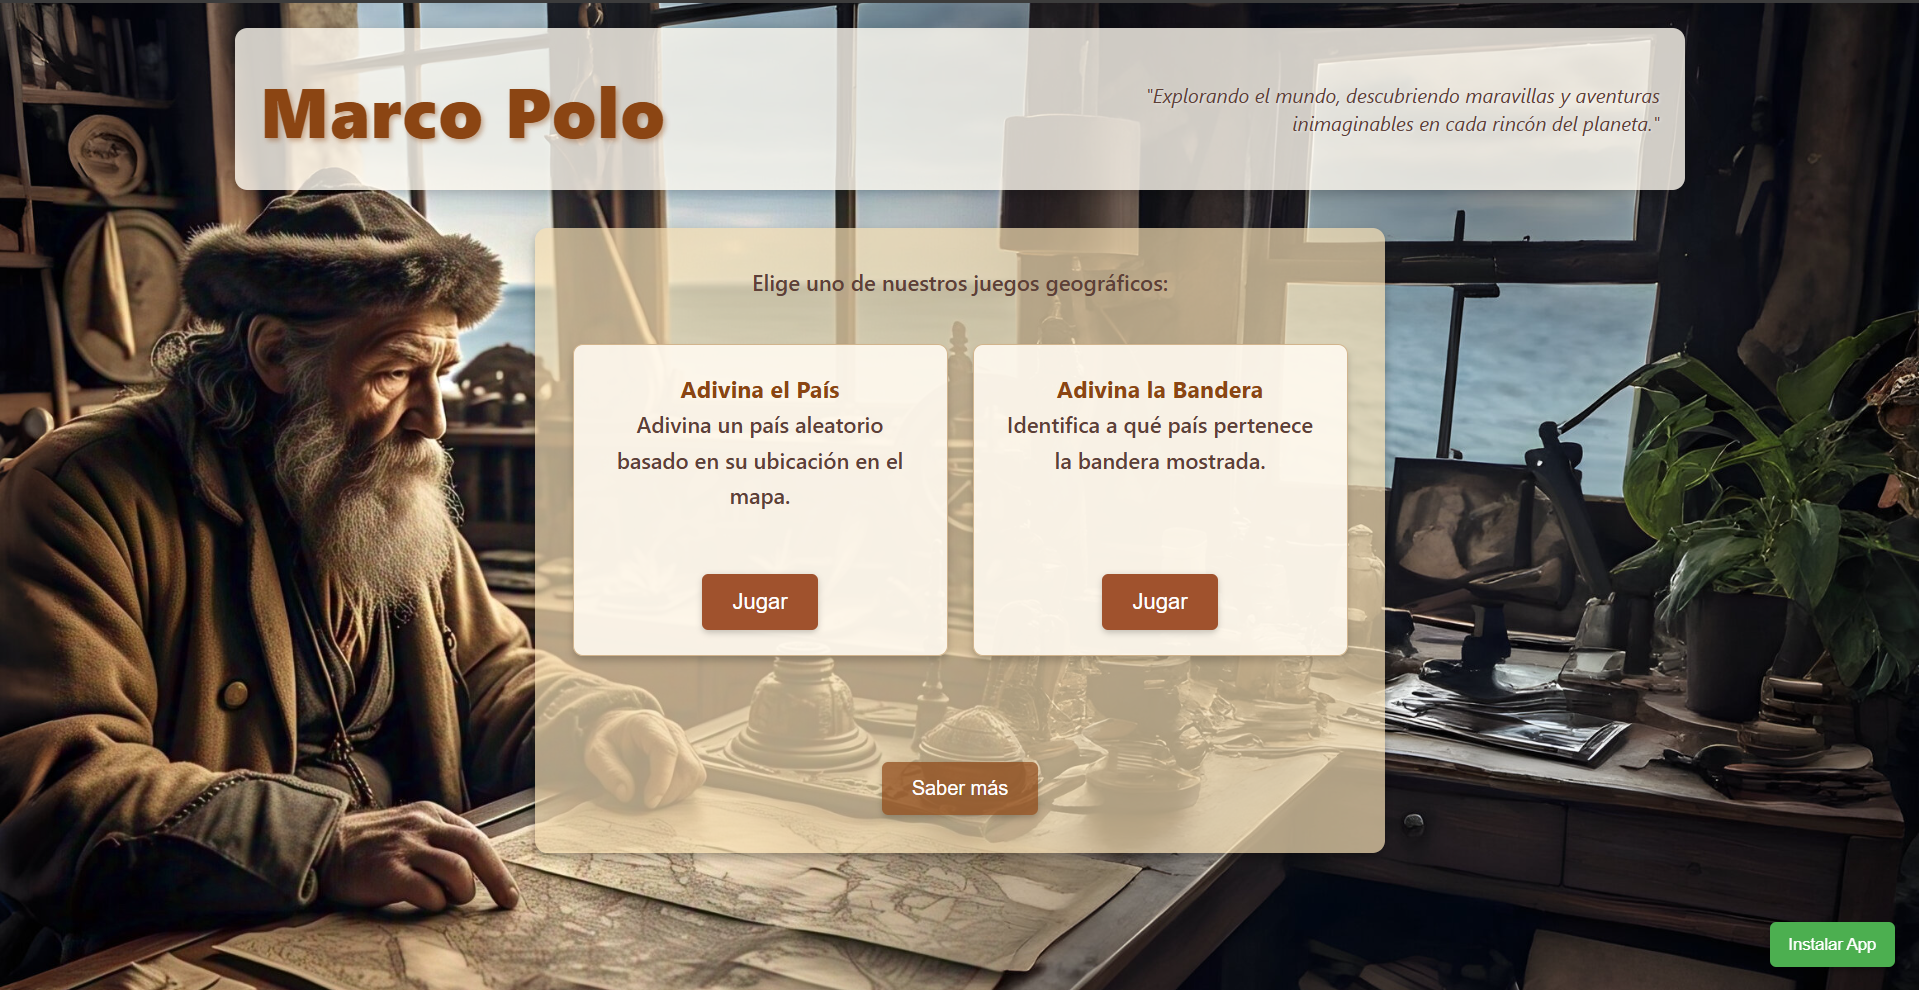 Marco Polo
"Explorando el mundo, descubriendo maravillas y aventuras
inimaginables en cada rincón del planeta."
Elige uno de nuestros juegos geográficos:
Adivina el País
Adivina un país aleatorio
basado en su ubicación en el
mapa.
Jugar
Adivina la Bandera
Identifica a qué país pertenece
la bandera mostrada.
Jugar
Saber más
Instalar App